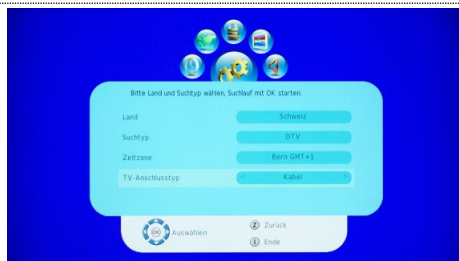 Bitte Land und Suchtyp wählen, Suchlauf mit OK starten.
Land Schweiz
Suchtyp DTV
Zeitzone Bern GMT+1
TV-Anschlusstyp < Kabel >
OK Auswählen
Z Zurück
i Ende